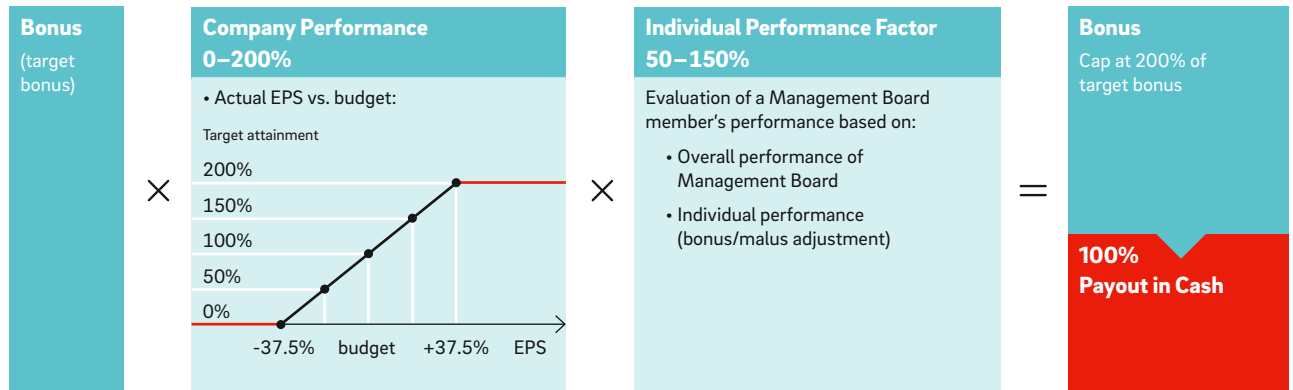 Bonus
(target
bonus)
×
Company Performance
0–200%
• Actual EPS vs. budget:
Target attainment
200%
150%
100%
50%
0%
-37.5% budget +37.5% EPS
×
Individual Performance Factor
50–150%
Evaluation of a Management Board
member’s performance based on:
• Overall performance of
Management Board
• Individual performance
(bonus/malus adjustment)
=
Bonus
Cap at 200% of
target bonus
100%
Payout in Cash